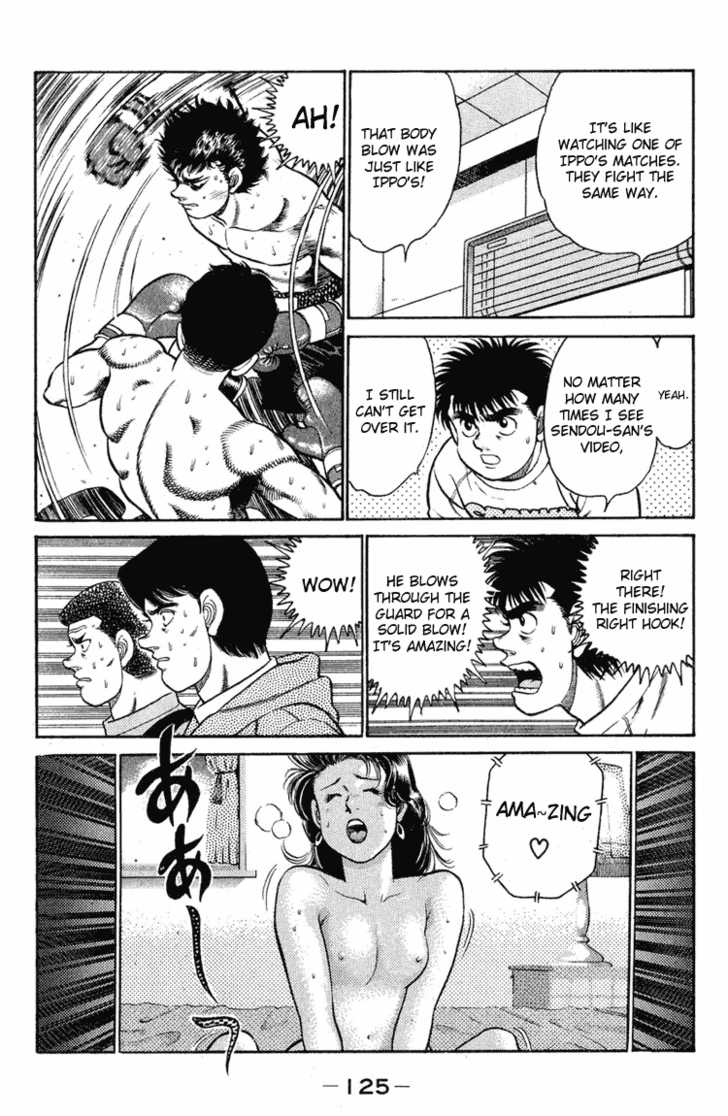 IT'S LIKE
WATCHING ONE OF
IPPO'S MATCHES.
THEY FIGHT THE
SAME WAY.
THAT BODY
BLOW WAS
JUST LIKE
IPPO'S!
AH!
YEAH.
NO MATTER
HOW MANY
TIMES I SEE
SENDOU-SAN'S
VIDEO,
I STILL
CAN'T GET
OVER IT.
RIGHT
THERE!
THE FINISHING
RIGHT HOOK!
HE BLOWS
THROUGH THE
GUARD FOR A
SOLID BLOW!
IT'S AMAZING!
WOW!
AMA~ZING
♡
ああーっ
- 125 -